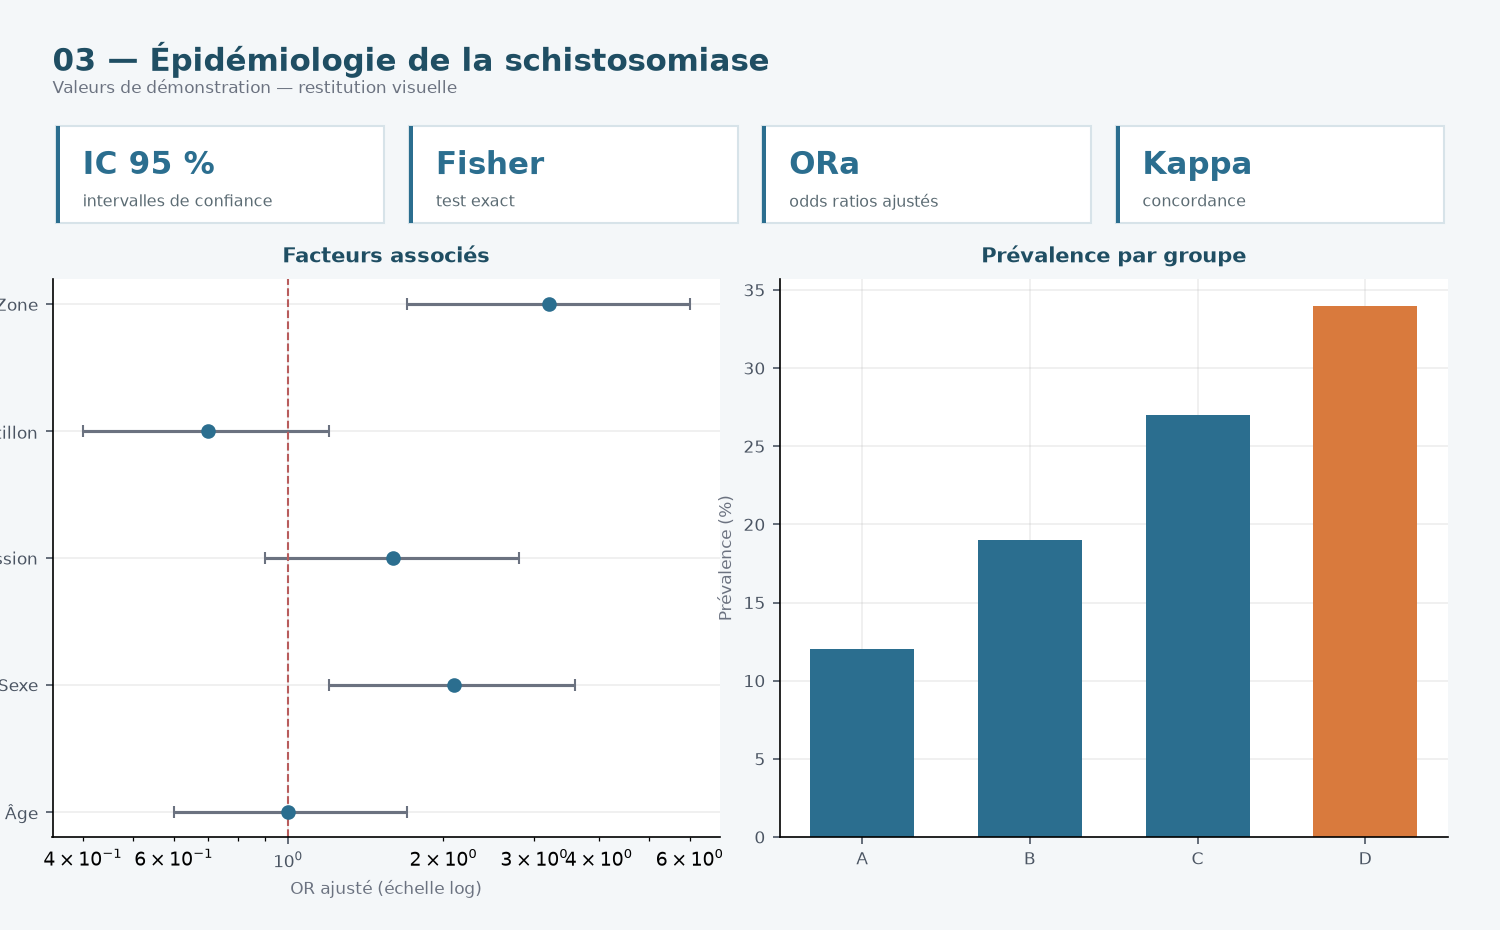 03 — Épidémiologie de la schistosomiase
Valeurs de démonstration — restitution visuelle
IC 95 %
intervalles de confiance
Fisher
test exact
ORa
odds ratios ajustés
Kappa
concordance
Facteurs associés
Zone
tillon
ssion
Sexe
Âge
4 × 10⁻¹ 6 × 10⁻¹ 10⁰ 2 × 10⁰ 3 × 10⁰ 4 × 10⁰ 6 × 10⁰
OR ajusté (échelle log)
Prévalence par groupe
Prévalence (%)
35
30
25
20
15
10
5
0
A B C D